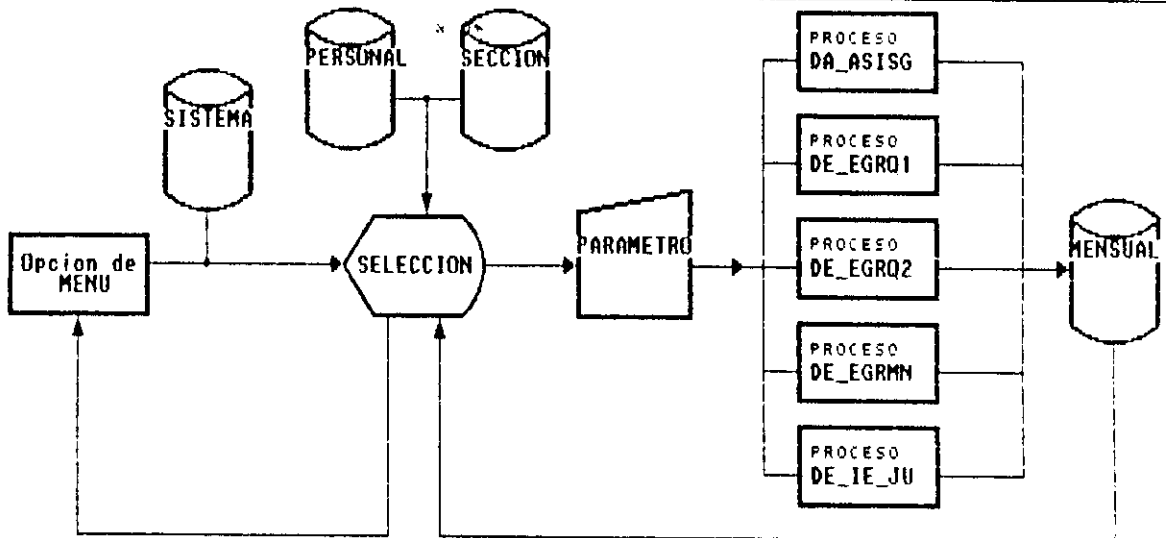 PERSONAL
SECCION
SISTEMA
Opcion de
MENU
SELECCION
PARAMETRO
PROCESO
DA_ASISG
PROCESO
DE_EGRQ1
PROCESO
DE_EGRQ2
PROCESO
DE_EGRMN
PROCESO
DE_IE_JU
MENSUAL